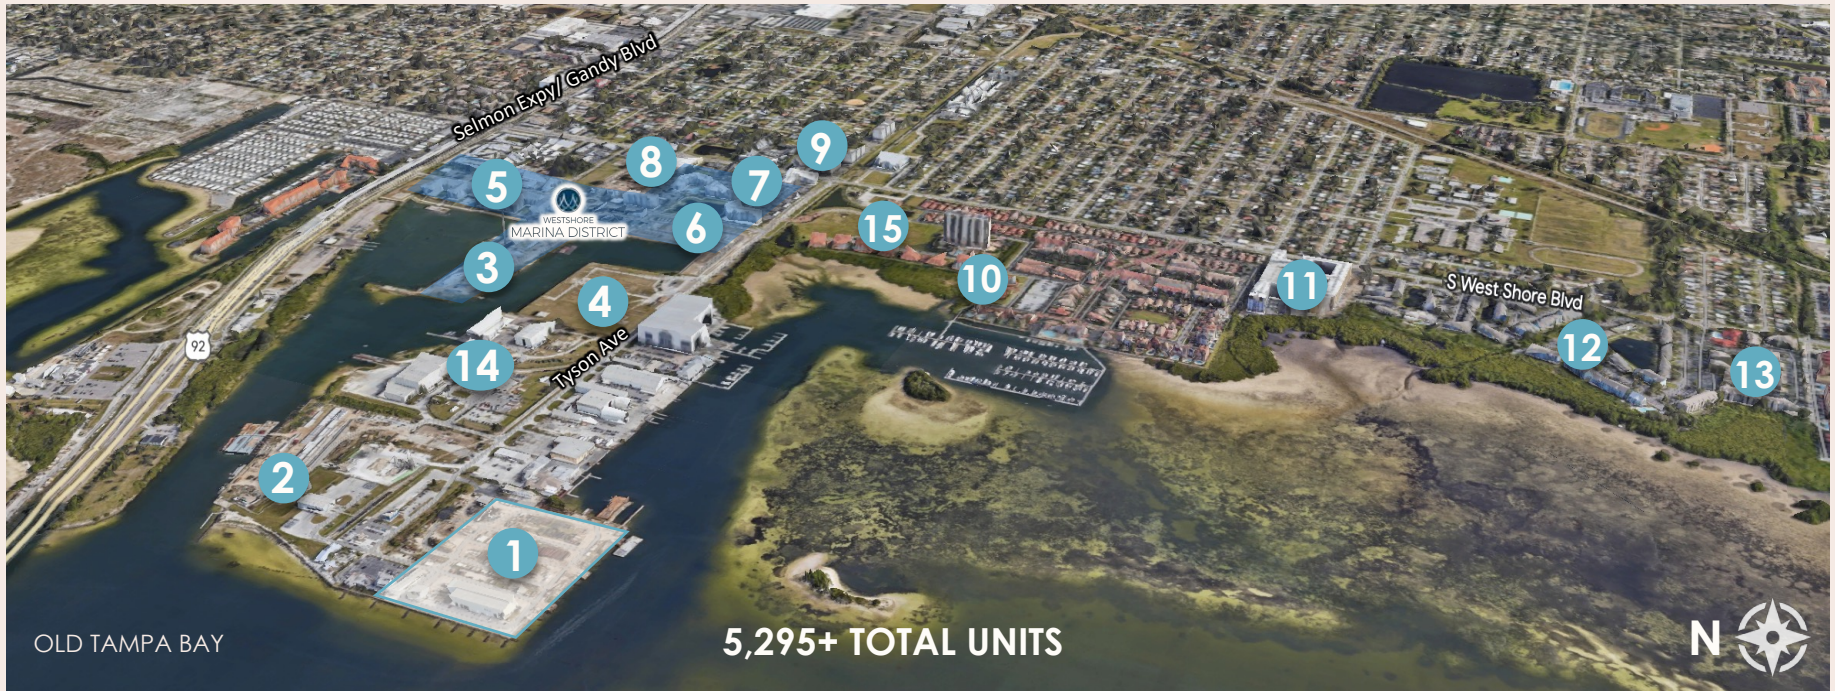 Selmon Expy/ Gandy Blvd
9
8
7
5
WESTSHORE
MARINA DISTRICT
6
15
3
10
11
S West Shore Blvd
4
92
12
Tyson Ave
14
13
2
1
OLD TAMPA BAY
5,295+ TOTAL UNITS
N